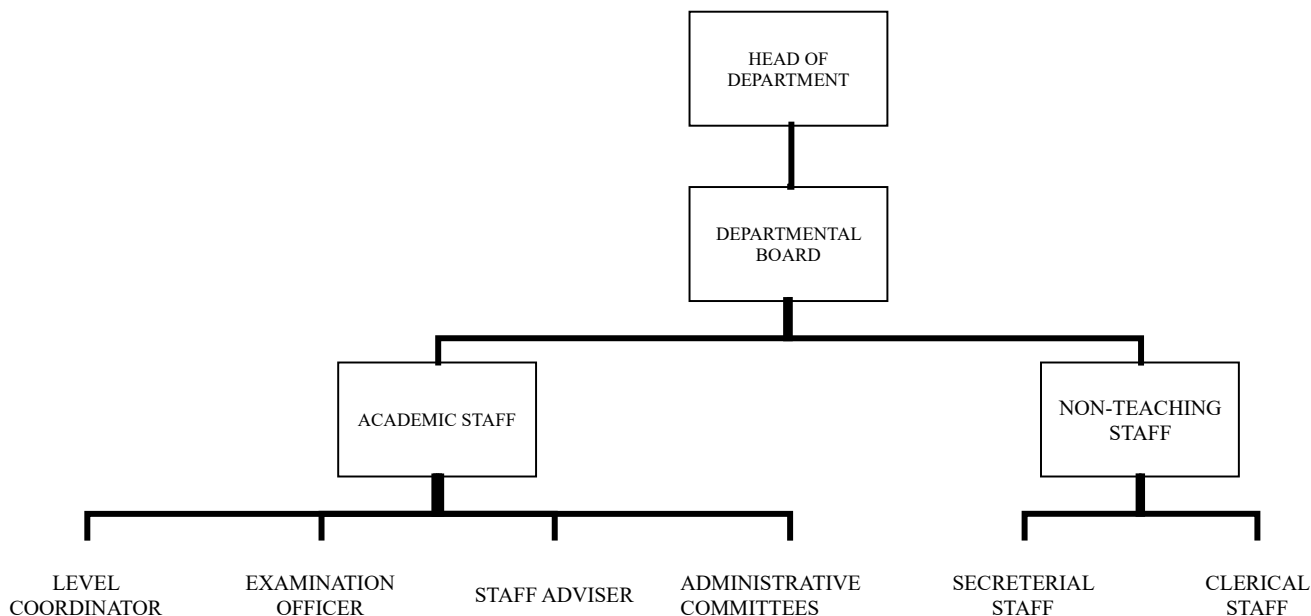 HEAD OF
DEPARTMENT
DEPARTMENTAL
BOARD
ACADEMIC STAFF
NON-TEACHING
STAFF
LEVEL
COORDINATOR
EXAMINATION
OFFICER
STAFF ADVISER
ADMINISTRATIVE
COMMITTEES
SECRETERIAL
STAFF
CLERICAL
STAFF